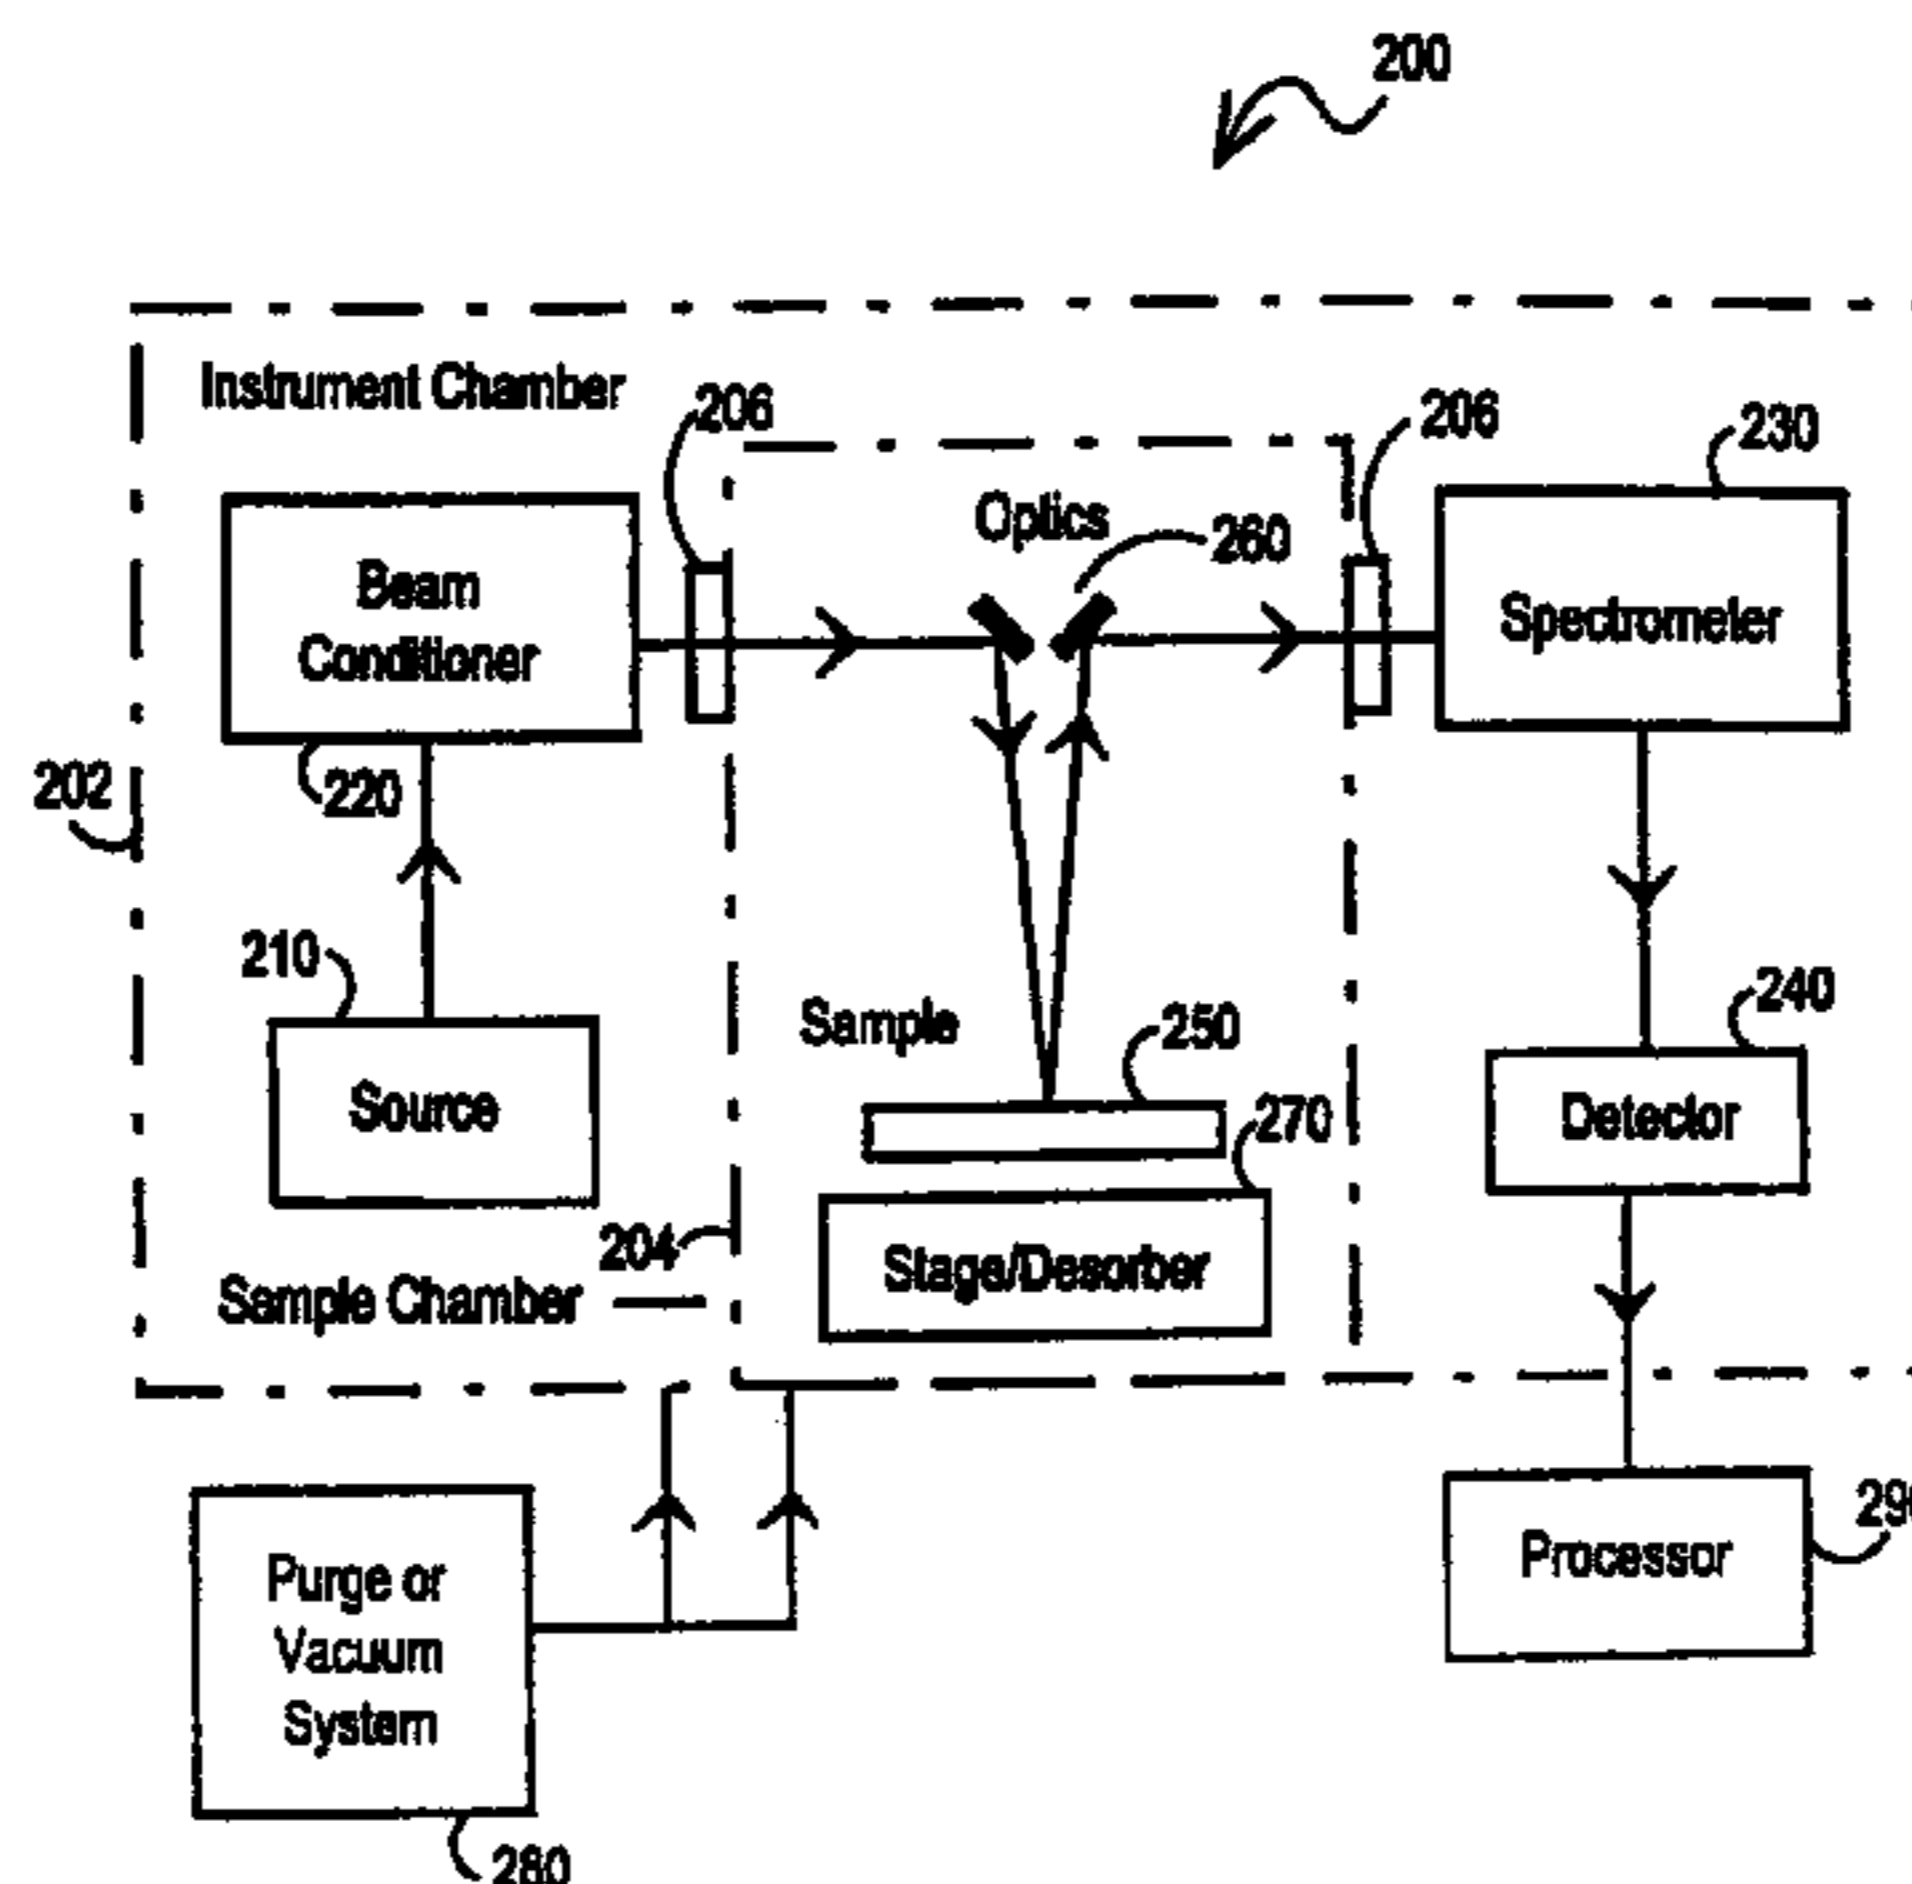 200
Instrument Chamber
206
206
230
Optics
260
Beam
Conditioner
Spectrometer
202
220
210
240
Sample
250
Source
270
Detector
204
Stage/Desorber
Sample Chamber
Purge or
Vacuum
System
Processor
280